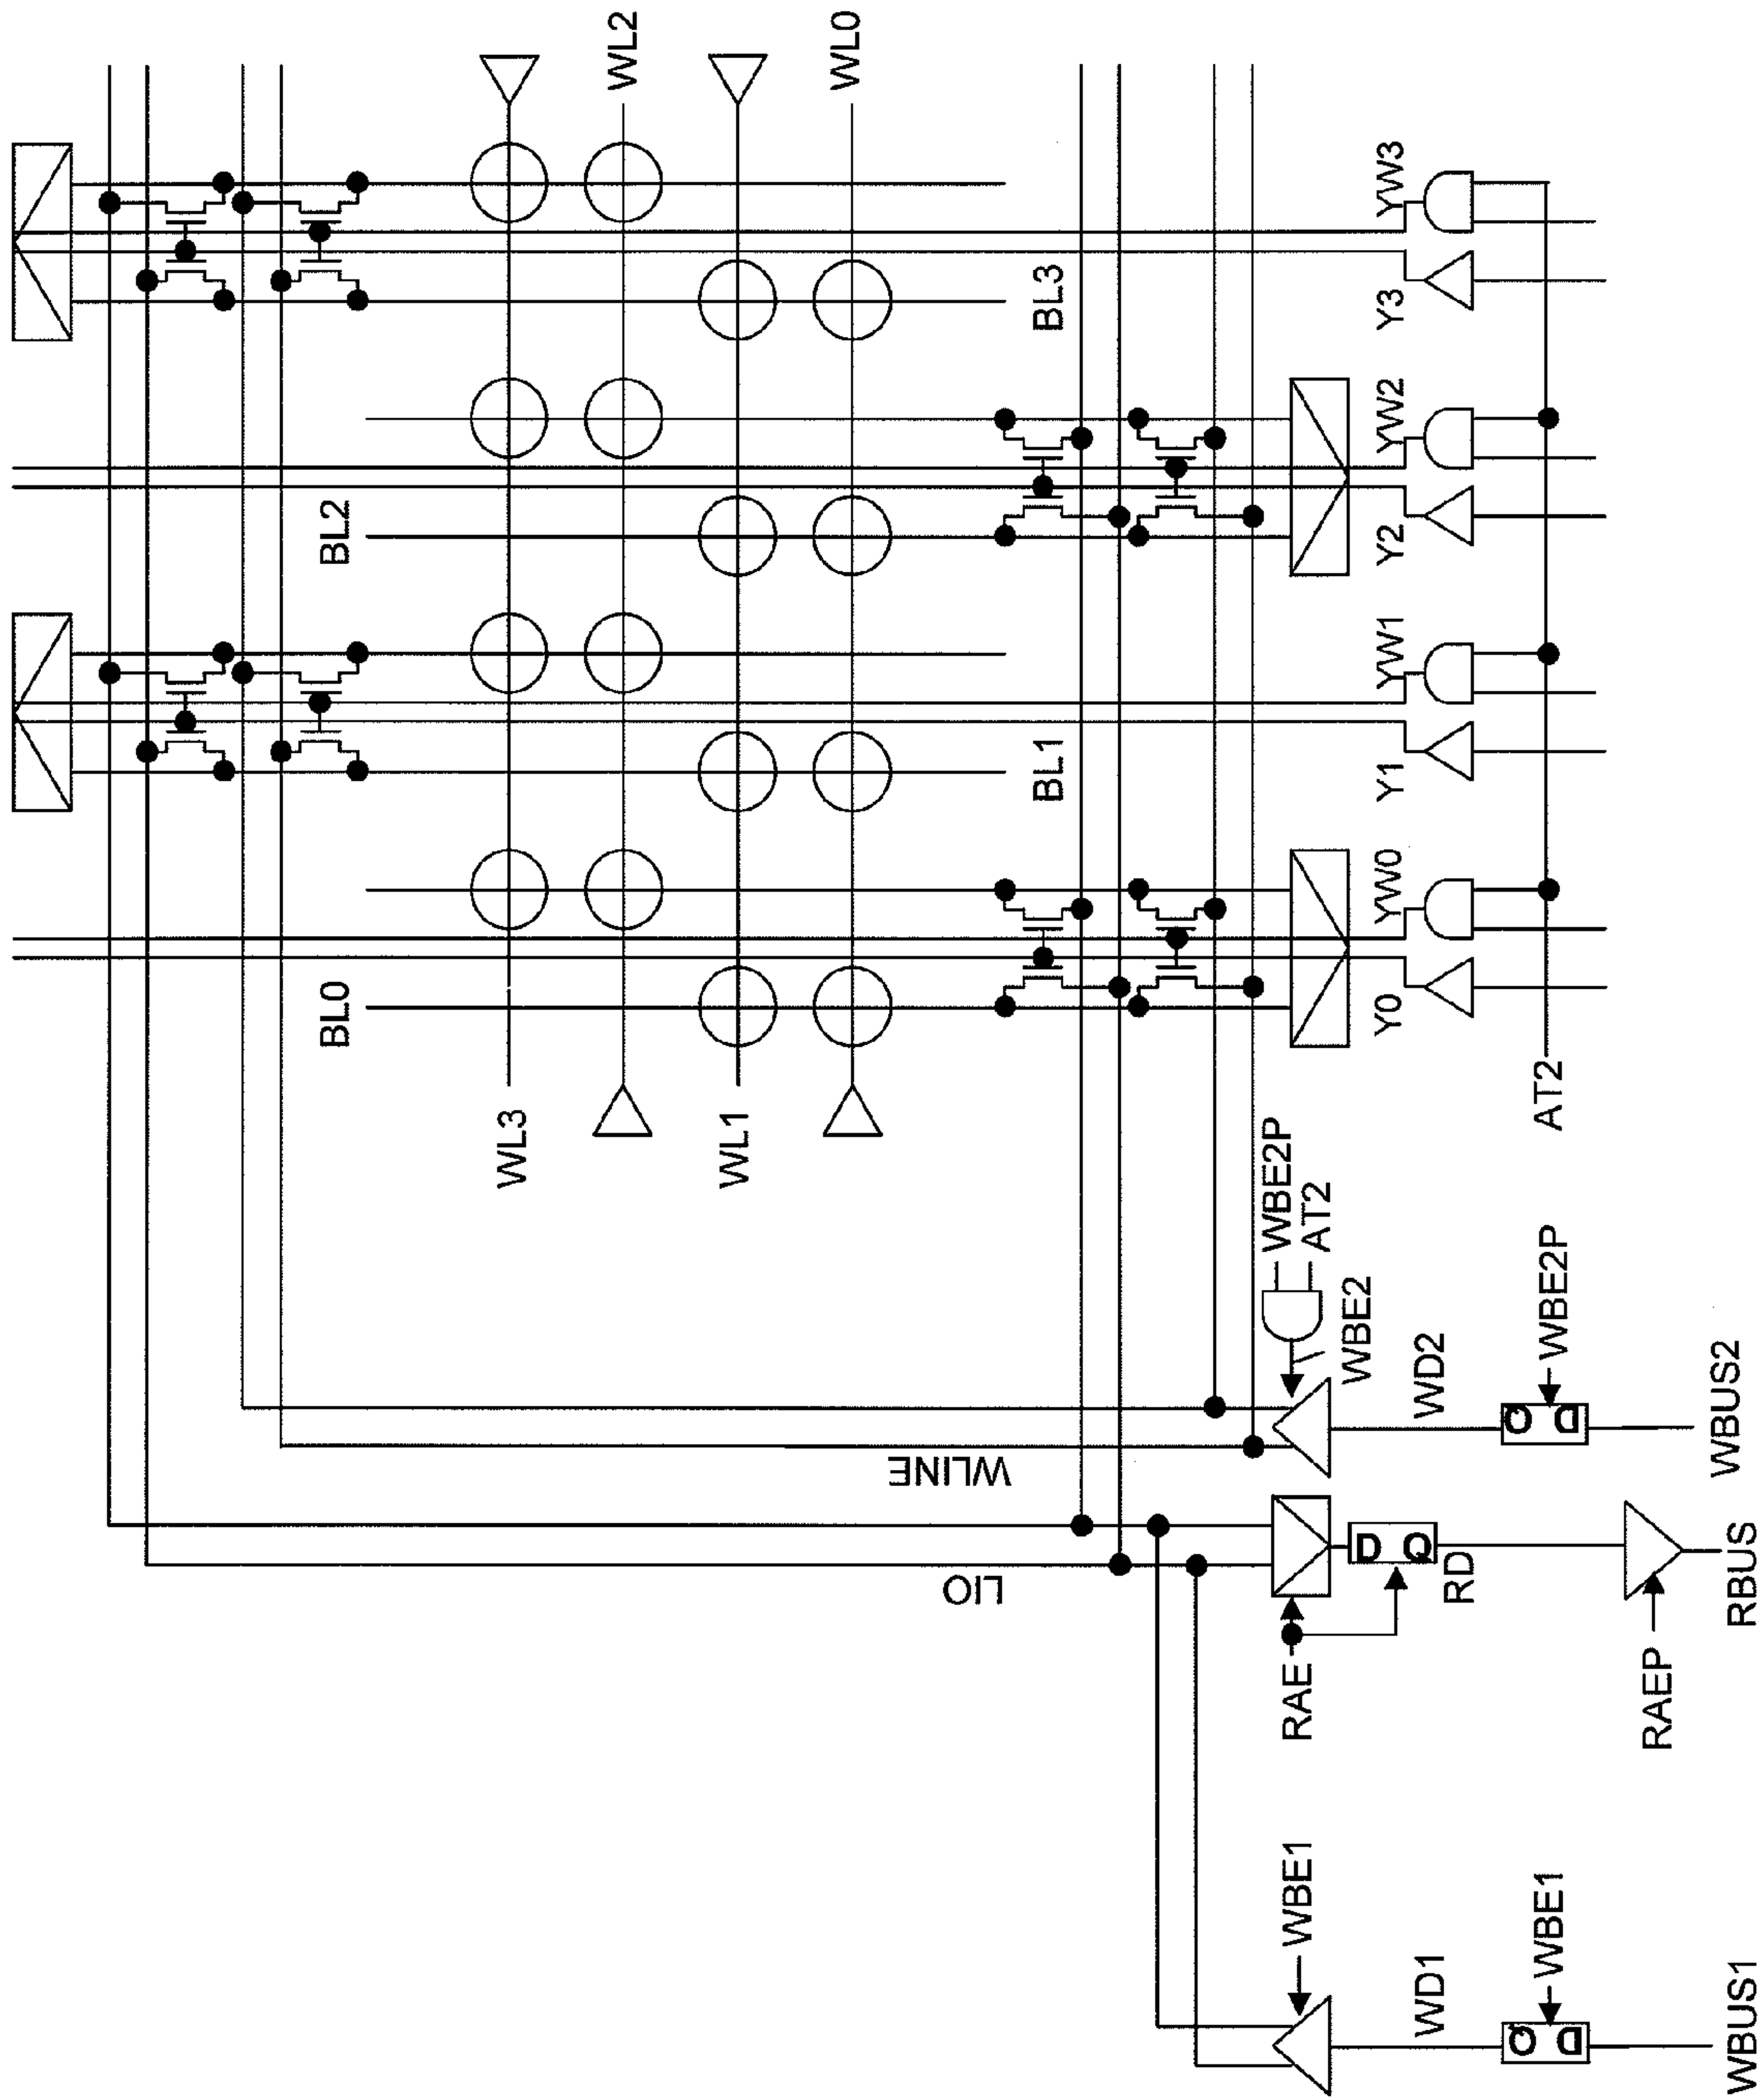 WL2
WL0
WL3
WL1
BL0
BL1
BL2
BL3
Y0
YW0
Y1
YW1
Y2
YW2
Y3
YW3
AT2
WBE2P
AT2
WBE2
WD2
Q
D
WBE2P
WBUS2
WLINE
LIO
RAE
D
Q
RD
RAEP
RBUS
WBE1
WD1
Q
D
WBE1
WBUS1